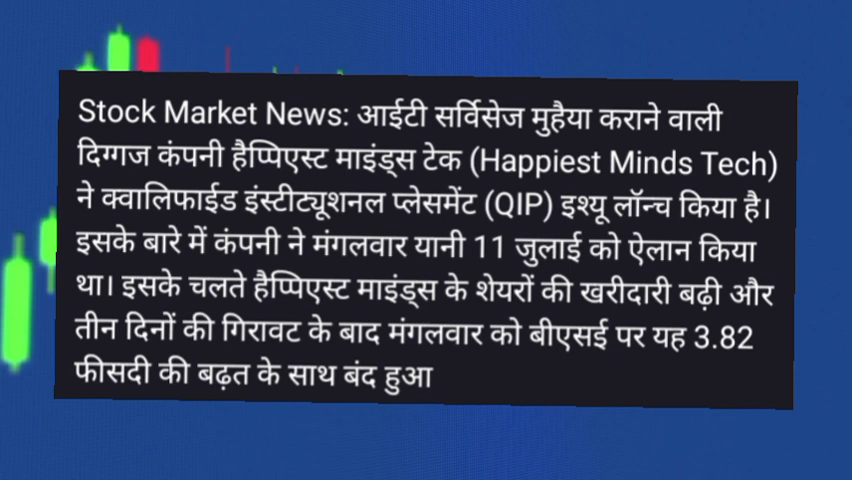 Stock Market News: आईटी सर्विसेज मुहैया कराने वाली
दिग्गज कंपनी हैप्पिएस्ट माइंड्स टेक (Happiest Minds Tech)
ने क्वालिफाईड इंस्टीट्यूशनल प्लेसमेंट (QIP) इश्यू लॉन्च किया है।
इसके बारे में कंपनी ने मंगलवार यानी 11 जुलाई को ऐलान किया
था। इसके चलते हैप्पिएस्ट माइंड्स के शेयरों की खरीदारी बढ़ी और
तीन दिनों की गिरावट के बाद मंगलवार को बीएसई पर यह 3.82
फीसदी की बढ़त के साथ बंद हुआ